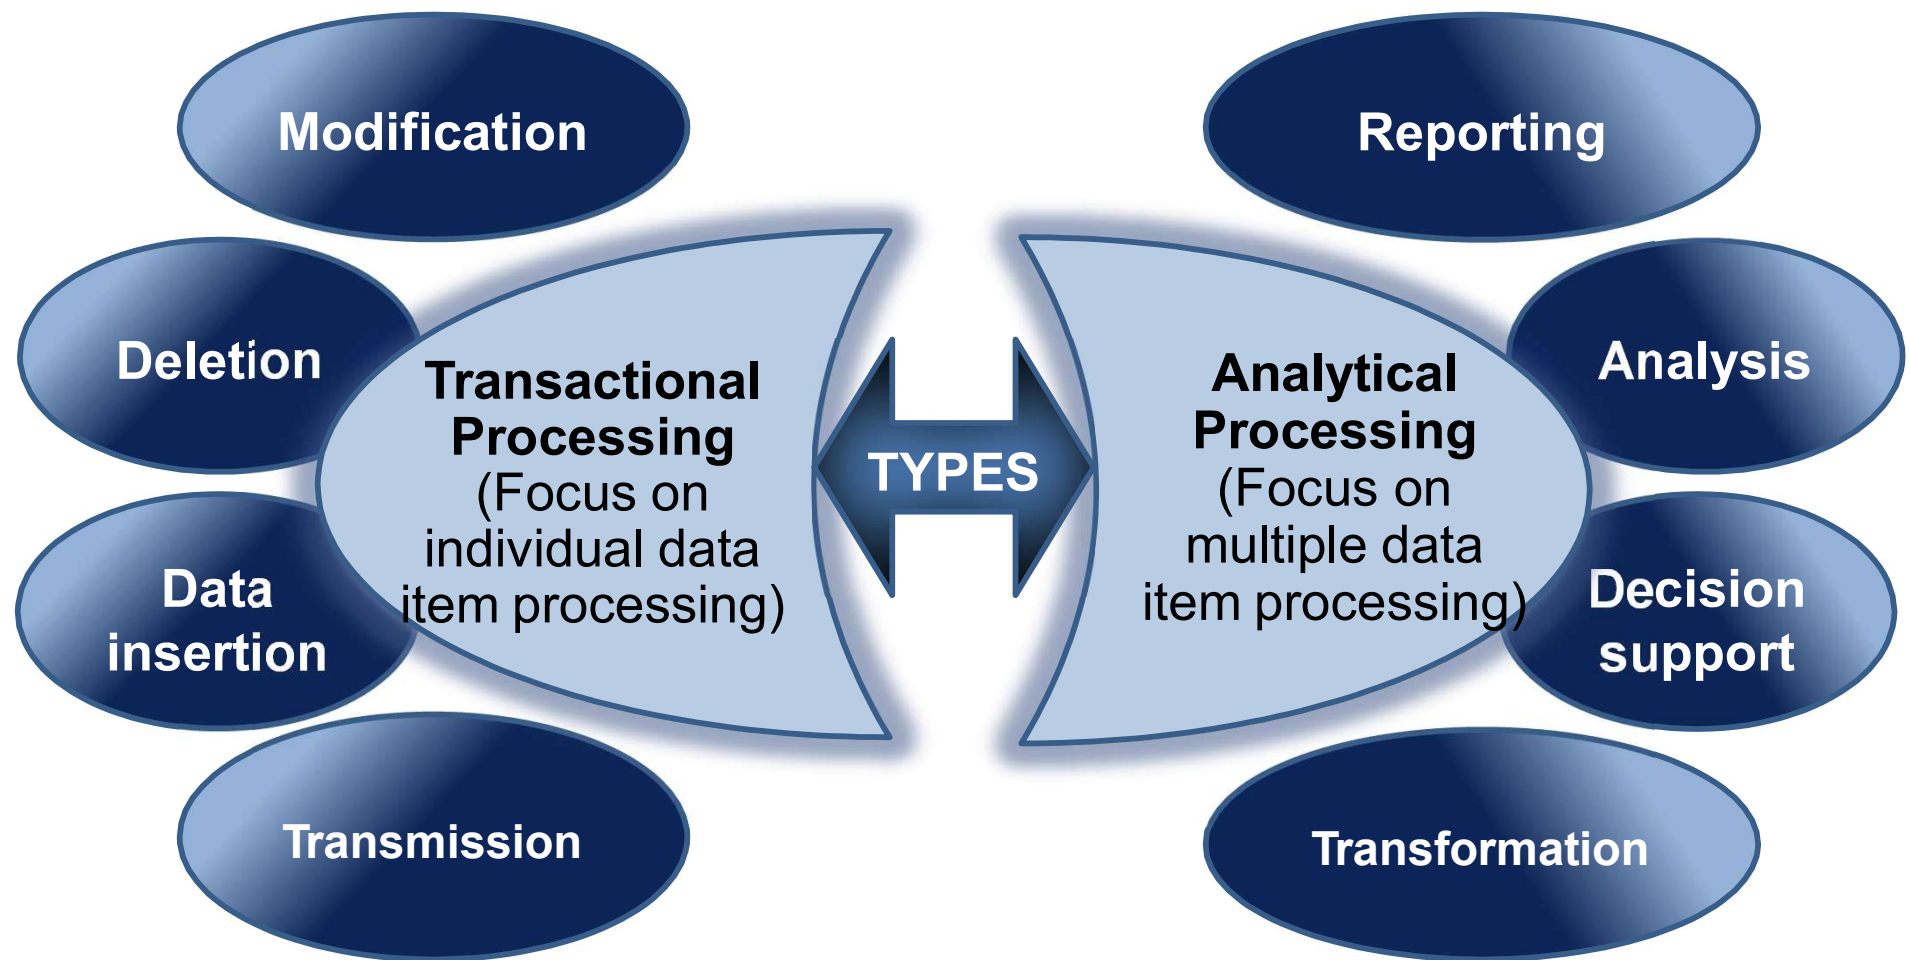 Modification
Deletion
Data
insertion
Transmission
Transactional
Processing
(Focus on
individual data
item processing)
TYPES
Analytical
Processing
(Focus on
multiple data
item processing)
Reporting
Analysis
Decision
support
Transformation